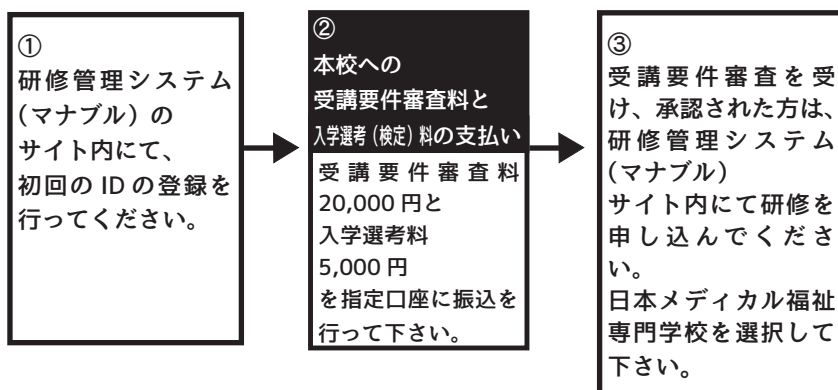 ①
研修管理システム
(マナブル) の
サイト内にて、
初回の ID の登録を
行ってください。
②
本校への
受講要件審査料と
入学選考 (検定) 料の支払い
受講要件審査料
20,000 円と
入学選考料
5,000 円
を指定口座に振込を
行って下さい。
③
受講要件審査を受
け、承認された方は、
研修管理システム
(マナブル)
サイト内にて研修を
申し込んでくださ
い。
日本メディカル福祉
専門学校を選択して
下さい。